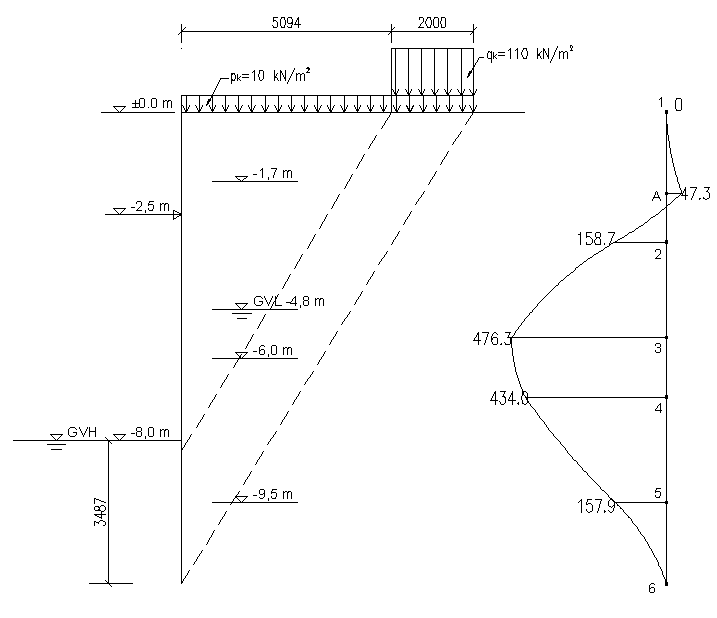 5094
2000
pk=10 kN/m²
qk=110 kN/m²
±0.0 m
-1,7 m
-2,5 m
GVL -4,8 m
-6,0 m
GVH
-8,0 m
-9,5 m
3487
1
0
A
47.3
158.7
2
476.3
3
434.0
4
5
157.9
6